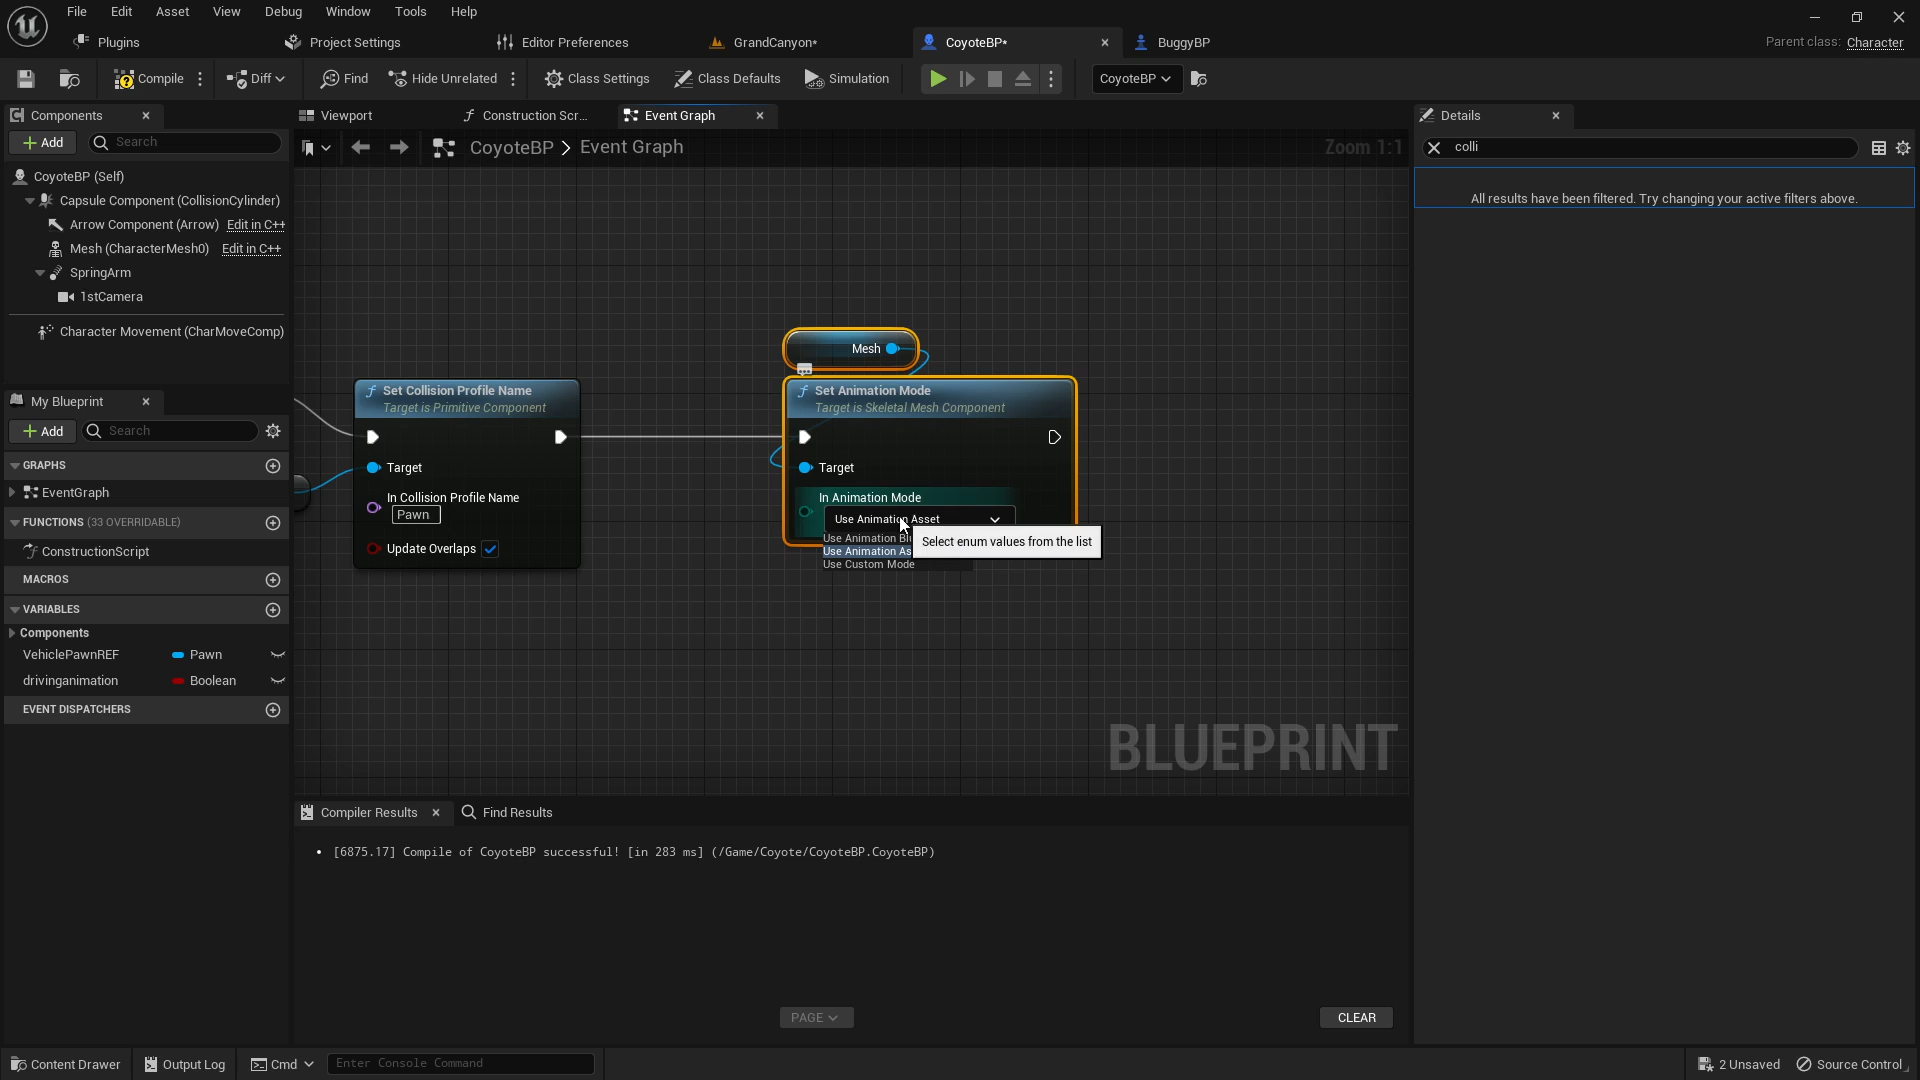 File Edit Asset View Debug Window Tools Help
Plugins Project Settings Editor Preferences GrandCanyon* CoyoteBP* BuggyBP Parent class: Character
Compile Diff Find Hide Unrelated Class Settings Class Defaults Simulation CoyoteBP
Components
Add Search
CoyoteBP (Self)
Capsule Component (CollisionCylinder)
Arrow Component (Arrow) Edit in C++
Mesh (CharacterMesh0) Edit in C++
SpringArm
1stCamera
Character Movement (CharMoveComp)
My Blueprint
Add Search
GRAPHS
EventGraph
FUNCTIONS (33 OVERRIDABLE)
ConstructionScript
MACROS
VARIABLES
Components
VehiclePawnREF Pawn
drivinganimation Boolean
EVENT DISPATCHERS
Viewport Construction Scr... Event Graph
CoyoteBP > Event Graph Zoom 1:1
Mesh
Set Collision Profile Name
Target is Primitive Component
Target
In Collision Profile Name
Pawn
Update Overlaps
Set Animation Mode
Target is Skeletal Mesh Component
Target
In Animation Mode
Use Animation Asset
Use Animation Bl
Use Animation As
Use Custom Mode
Select enum values from the list
BLUEPRINT
Compiler Results Find Results
[6875.17] Compile of CoyoteBP successful! [in 283 ms] (/Game/Coyote/CoyoteBP.CoyoteBP)
PAGE CLEAR
Details
colli
All results have been filtered. Try changing your active filters above.
Content Drawer Output Log Cmd Enter Console Command 2 Unsaved Source Control